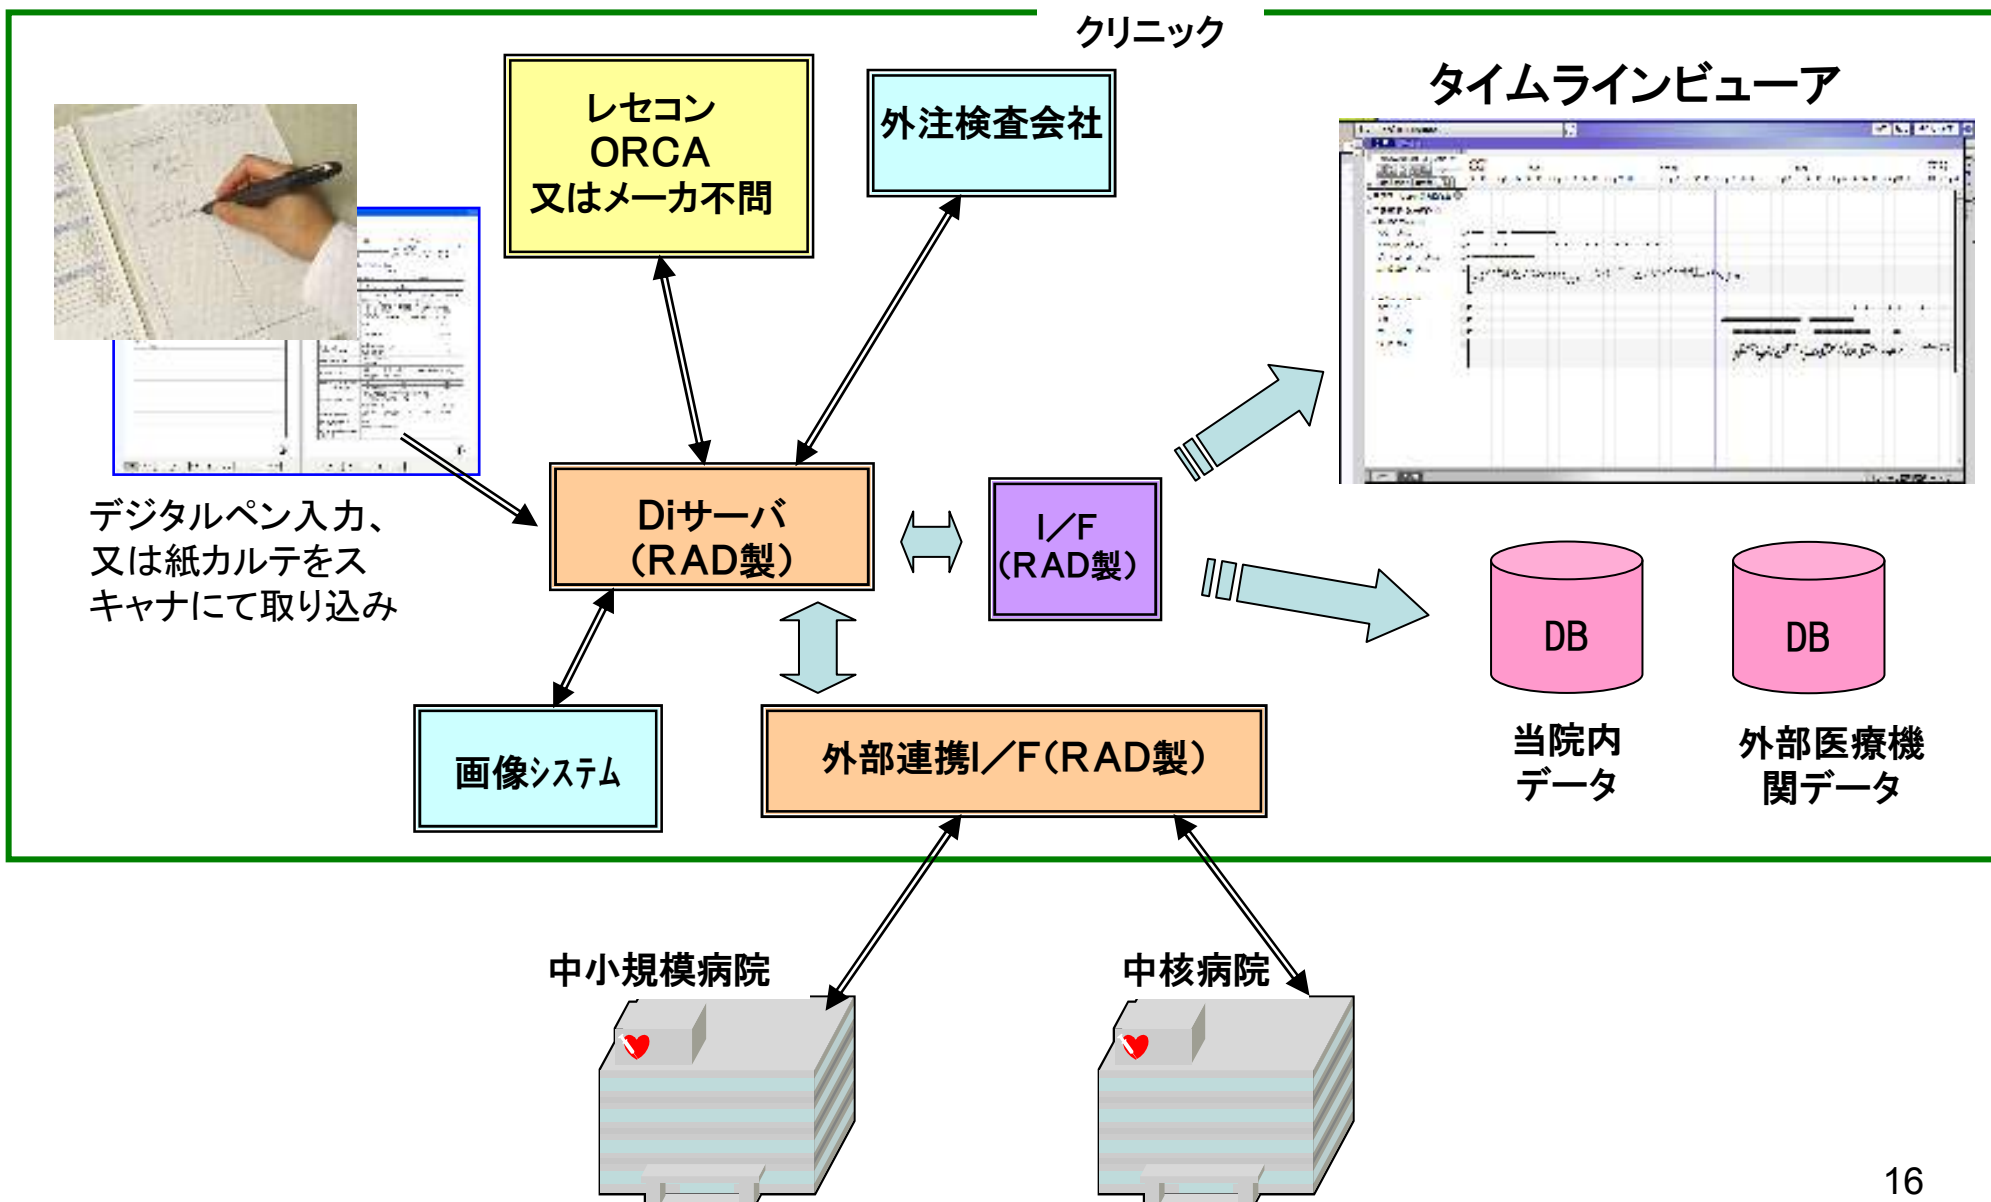 クリニック
タイムラインビューア
レセコン
ORCA
又はメーカ不問
外注検査会社
デジタルペン入力、
又は紙カルテをス
キャナにて取り込み
Diサーバ
(RAD製)
I/F
(RAD製)
DB
DB
当院内
データ
外部医療機
関データ
画像システム
外部連携I/F(RAD製)
中小規模病院
中核病院
16